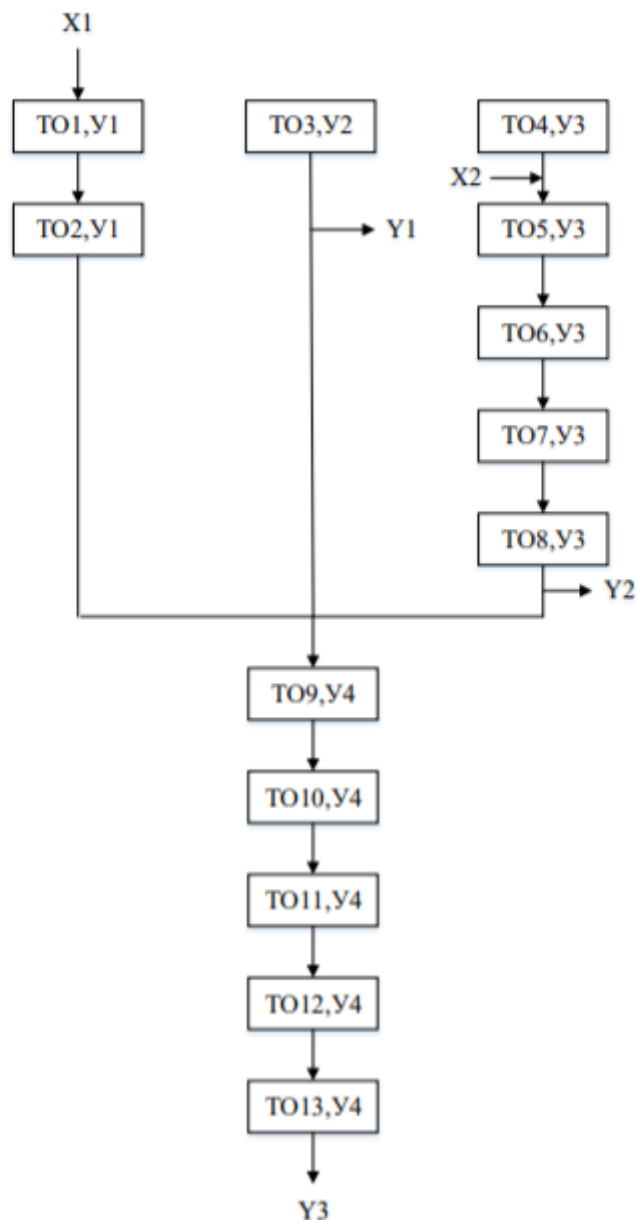 X1
ТО1,У1
ТО3,У2
ТО4,У3
X2
ТО2,У1
Y1
ТО5,У3
ТО6,У3
ТО7,У3
ТО8,У3
Y2
ТО9,У4
ТО10,У4
ТО11,У4
ТО12,У4
ТО13,У4
Y3